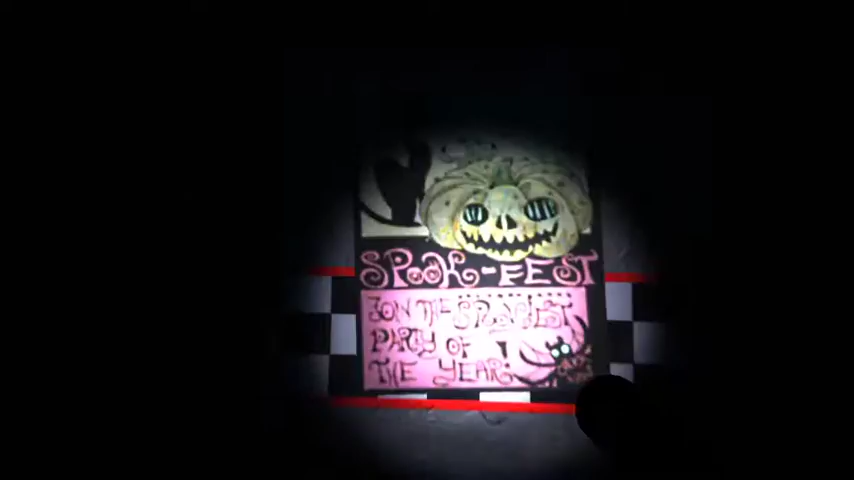 SPOOK-FEST
JOIN THE SPOOKIEST
PARTY OF
THE YEAR